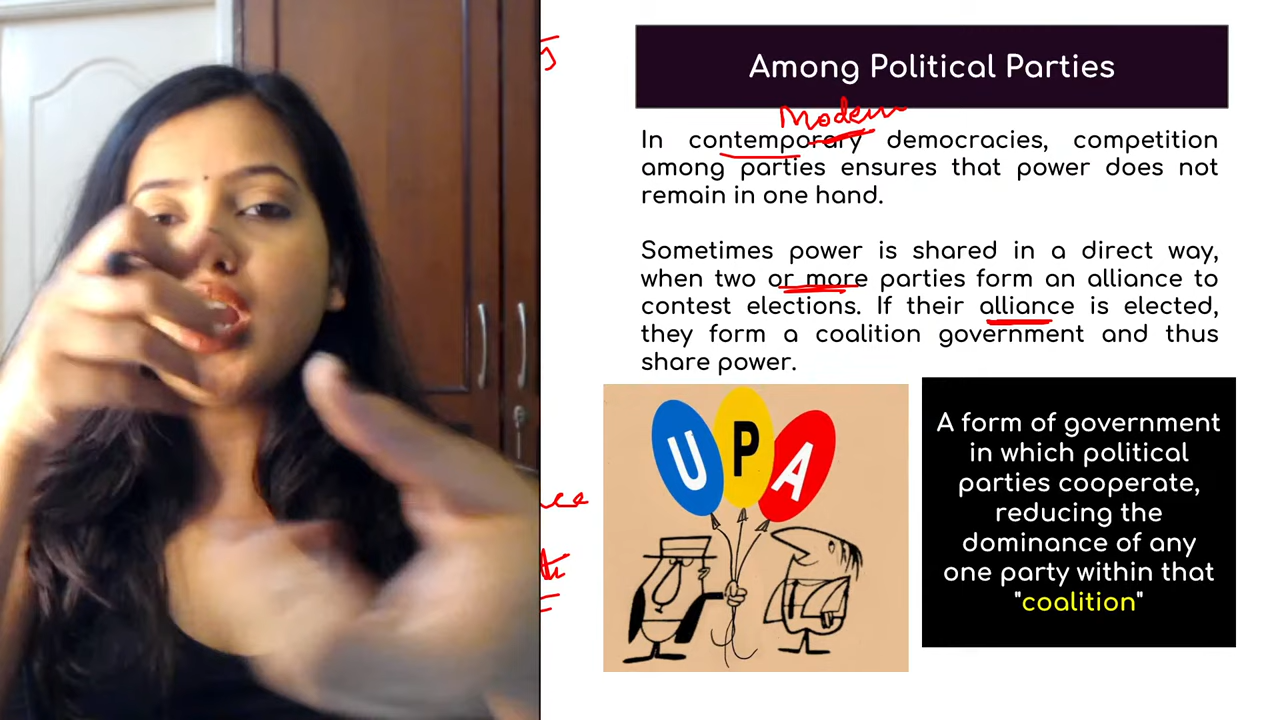 Among Political Parties
Modern
In contemporary democracies, competition
among parties ensures that power does not
remain in one hand.
Sometimes power is shared in a direct way,
when two or more parties form an alliance to
contest elections. If their alliance is elected,
they form a coalition government and thus
share power.
U P A
A form of government
in which political
parties cooperate,
reducing the
dominance of any
one party within that
"coalition"